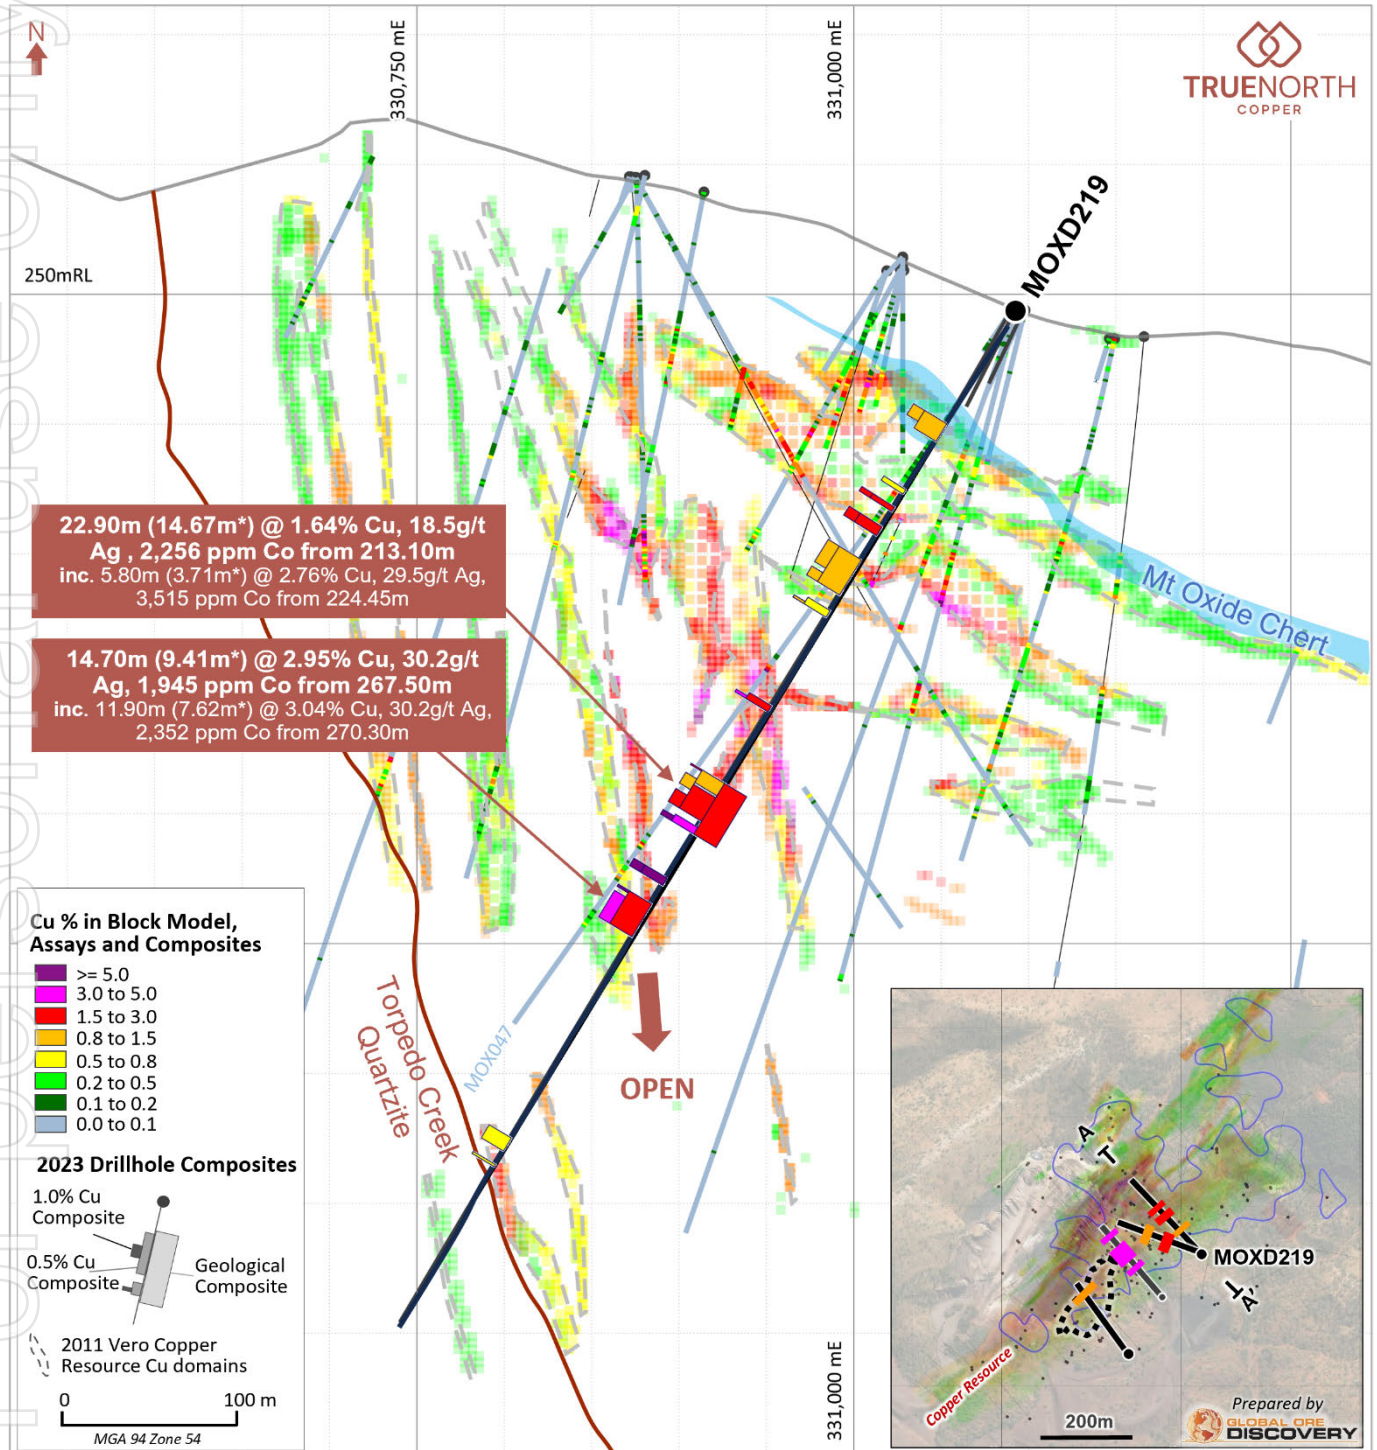 N
330,750 mE
331,000 mE
TRUENORTH
COPPER
MOXD219
250mRL
22.90m (14.67m*) @ 1.64% Cu, 18.5g/t
Ag , 2,256 ppm Co from 213.10m
inc. 5.80m (3.71m*) @ 2.76% Cu, 29.5g/t Ag,
3,515 ppm Co from 224.45m
Mt Oxide Chert
14.70m (9.41m*) @ 2.95% Cu, 30.2g/t
Ag, 1,945 ppm Co from 267.50m
inc. 11.90m (7.62m*) @ 3.04% Cu, 30.2g/t Ag,
2,352 ppm Co from 270.30m
Cu % in Block Model,
Assays and Composites
>= 5.0
3.0 to 5.0
1.5 to 3.0
0.8 to 1.5
0.5 to 0.8
0.2 to 0.5
0.1 to 0.2
0.0 to 0.1
Torpedo Creek
Quartzite
MOX047
OPEN
2023 Drillhole Composites
1.0% Cu
Composite
0.5% Cu
Composite
Geological
Composite
2011 Vero Copper
Resource Cu domains
0 100 m
MGA 94 Zone 54
331,000 mE
A
MOXD219
A'
Copper Resource
200m
Prepared by
GLOBAL ORE
DISCOVERY